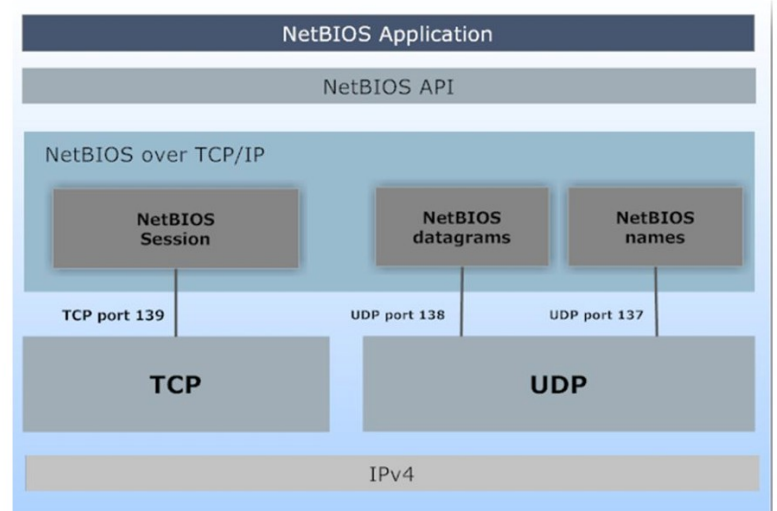 NetBIOS Application
NetBIOS API
NetBIOS over TCP/IP
NetBIOS
Session
NetBIOS
datagrams
NetBIOS
names
TCP port 139
UDP port 138
UDP port 137
TCP
UDP
IPv4